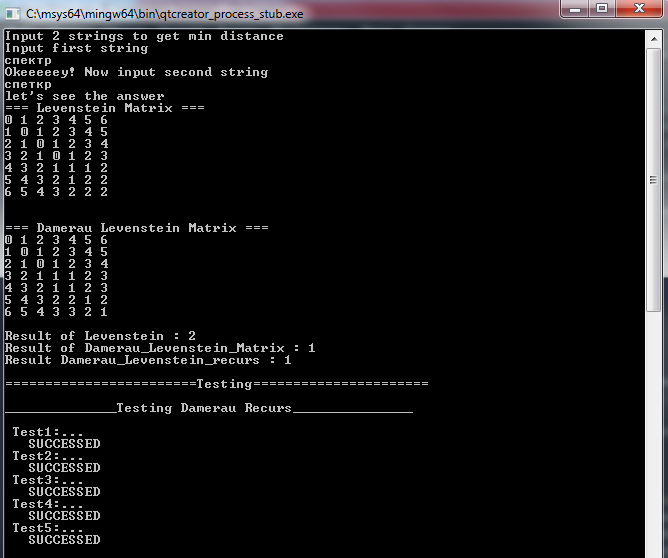 C:\msys64\mingw64\bin\qtcreator_process_stub.exe
Input 2 strings to get min distance
Input first string
спектр
Okeeeeey! Now input second string
спеткр
let's see the answer
=== Levenstein Matrix ===
0 1 2 3 4 5 6
1 0 1 2 3 4 5
2 1 0 1 2 3 4
3 2 1 0 1 2 3
4 3 2 1 1 1 2
5 4 3 2 1 2 2
6 5 4 3 2 2 2
=== Damerau Levenstein Matrix ===
0 1 2 3 4 5 6
1 0 1 2 3 4 5
2 1 0 1 2 3 4
3 2 1 1 1 2 3
4 3 2 1 1 2 3
5 4 3 2 2 1 2
6 5 4 3 3 2 1
Result of Levenstein : 2
Result of Damerau_Levenstein_Matrix : 1
Result Damerau_Levenstein_recurs : 1
========================Testing======================
______________Testing Damerau Recurs_______________
Test1:...
SUCCESSED
Test2:...
SUCCESSED
Test3:...
SUCCESSED
Test4:...
SUCCESSED
Test5:...
SUCCESSED